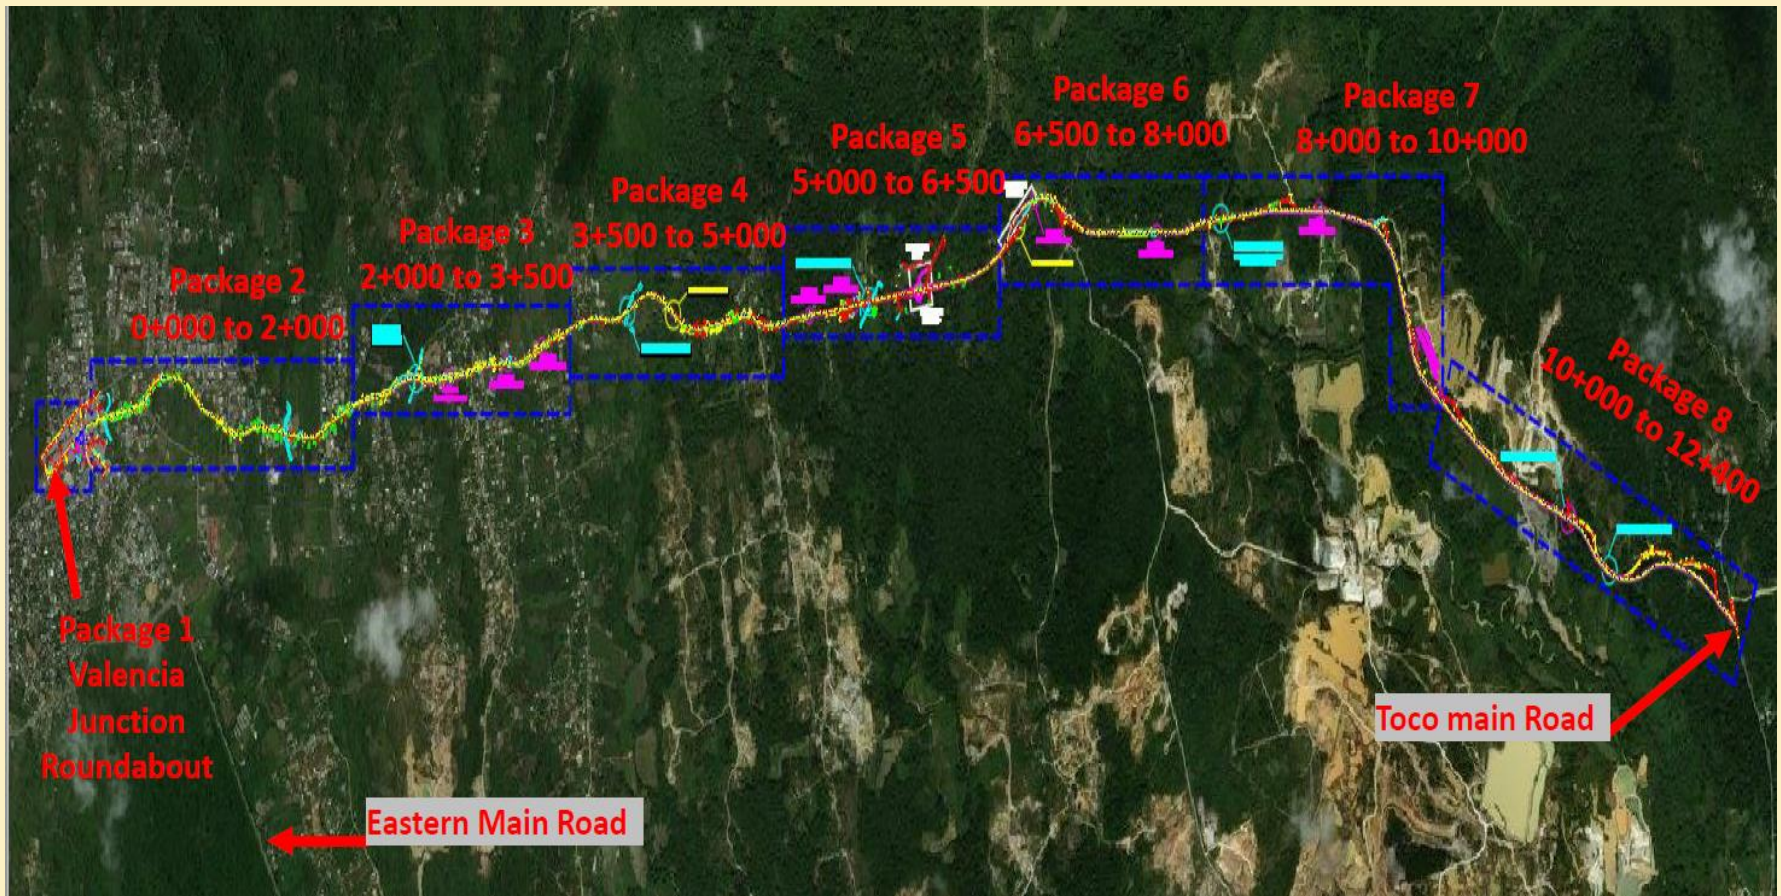 Package 6
6+500 to 8+000
Package 7
8+000 to 10+000
Package 5
5+000 to 6+500
Package 4
3+500 to 5+000
Package 3
2+000 to 3+500
Package 2
0+000 to 2+000
Package 8
10+000 to 12+400
Package 1
Valencia
Junction
Roundabout
Toco main Road
Eastern Main Road